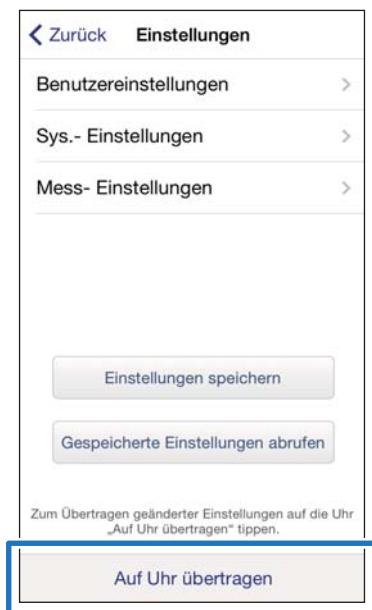 Zurück Einstellungen
Benutzereinstellungen
Sys.- Einstellungen
Mess- Einstellungen
Einstellungen speichern
Gespeicherte Einstellungen abrufen
Zum Übertragen geänderter Einstellungen auf die Uhr
„Auf Uhr übertragen“ tippen.
Auf Uhr übertragen